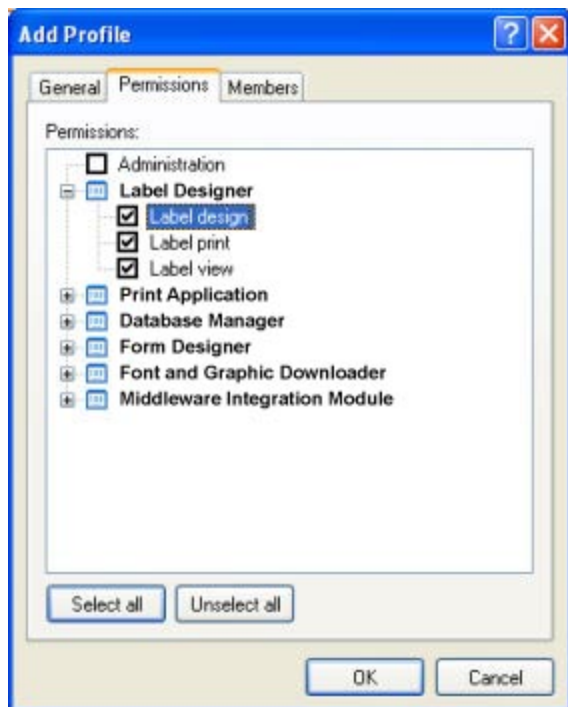 Add Profile
General Permissions Members
Permissions:
Administration
Label Designer
Label design
Label print
Label view
Print Application
Database Manager
Form Designer
Font and Graphic Downloader
Middleware Integration Module
Select all Unselect all
OK Cancel